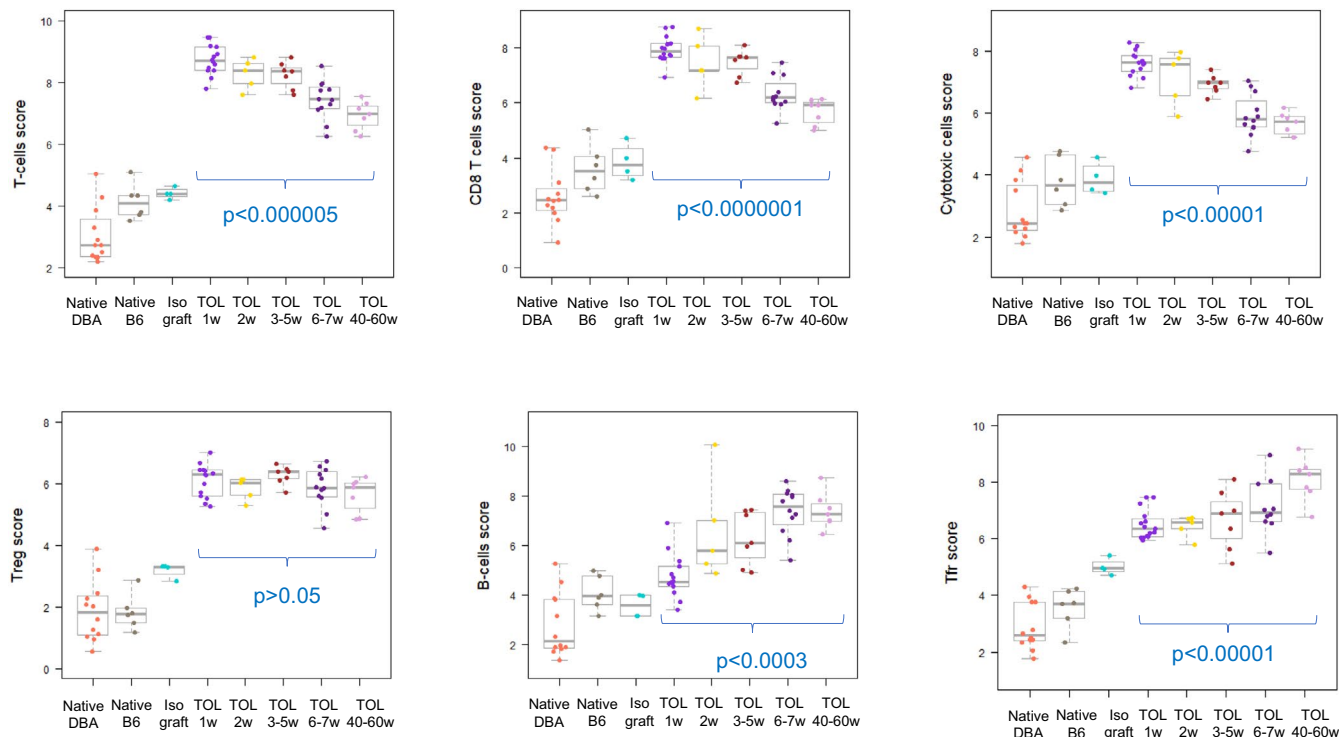 T-cells score
10
8
6
4
2
p<0.000005
Native Native Iso TOL TOL TOL TOL TOL
DBA B6 graft 1w 2w 3-5w 6-7w 40-60w
CD8 T cells score
8
6
4
2
0
p<0.0000001
Native Native Iso TOL TOL TOL TOL TOL
DBA B6 graft 1w 2w 3-5w 6-7w 40-60w
Cytotoxic cells score
8
6
4
2
p<0.00001
Native Native Iso TOL TOL TOL TOL TOL
DBA B6 graft 1w 2w 3-5w 6-7w 40-60w
Treg score
8
6
4
2
0
p>0.05
Native Native Iso TOL TOL TOL TOL TOL
DBA B6 graft 1w 2w 3-5w 6-7w 40-60w
B-cells score
10
8
6
4
2
p<0.0003
Native Native Iso TOL TOL TOL TOL TOL
DBA B6 graft 1w 2w 3-5w 6-7w 40-60w
Tfr score
10
8
6
4
2
p<0.00001
Native Native Iso TOL TOL TOL TOL TOL
DBA B6 graft 1w 2w 3-5w 6-7w 40-60w